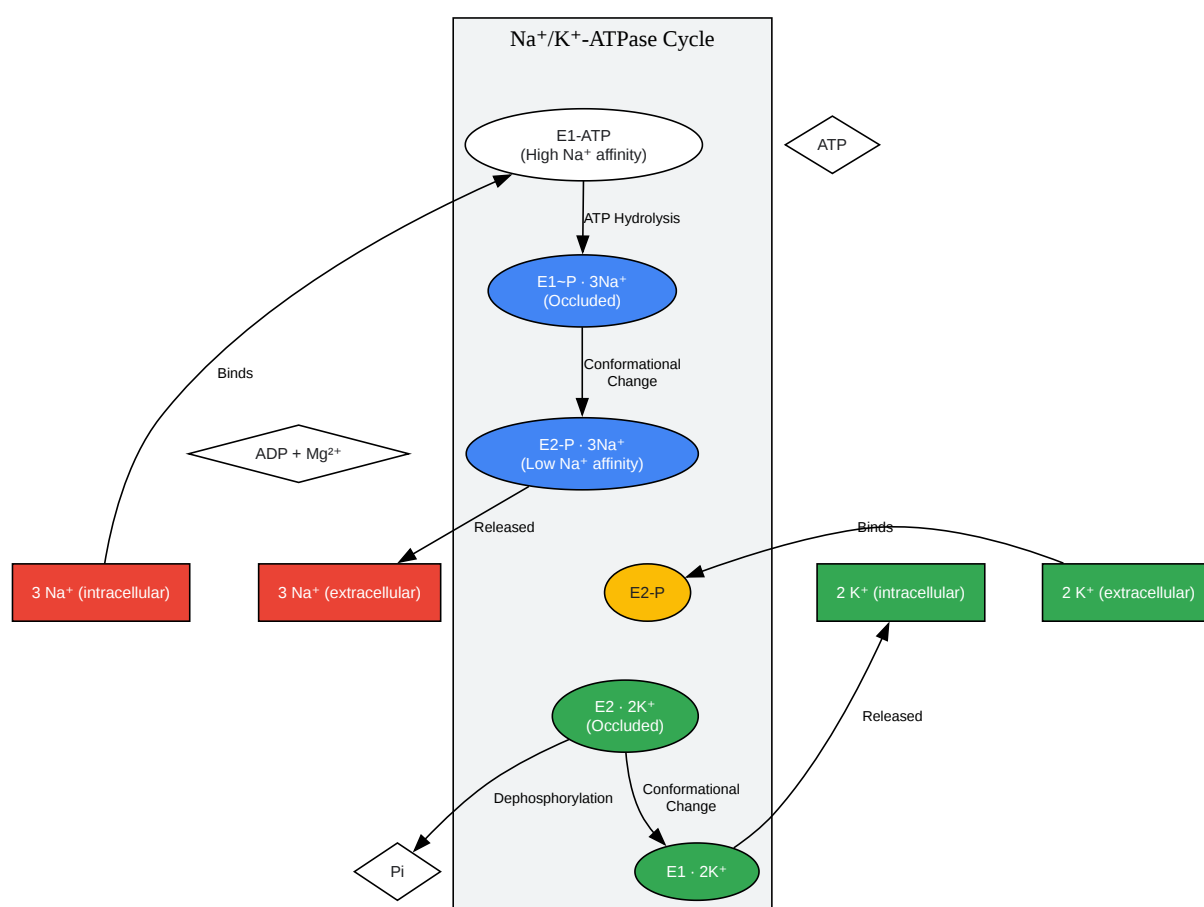 Na⁺/K⁺-ATPase Cycle
E1-ATP
(High Na⁺ affinity)
ATP
ATP Hydrolysis
E1~P · 3Na⁺
(Occluded)
Binds
Conformational
Change
ADP + Mg²⁺
E2-P · 3Na⁺
(Low Na⁺ affinity)
Released
Binds
3 Na⁺ (intracellular)
3 Na⁺ (extracellular)
E2-P
2 K⁺ (intracellular)
2 K⁺ (extracellular)
E2 · 2K⁺
(Occluded)
Released
Dephosphorylation
Conformational
Change
Pi
E1 · 2K⁺